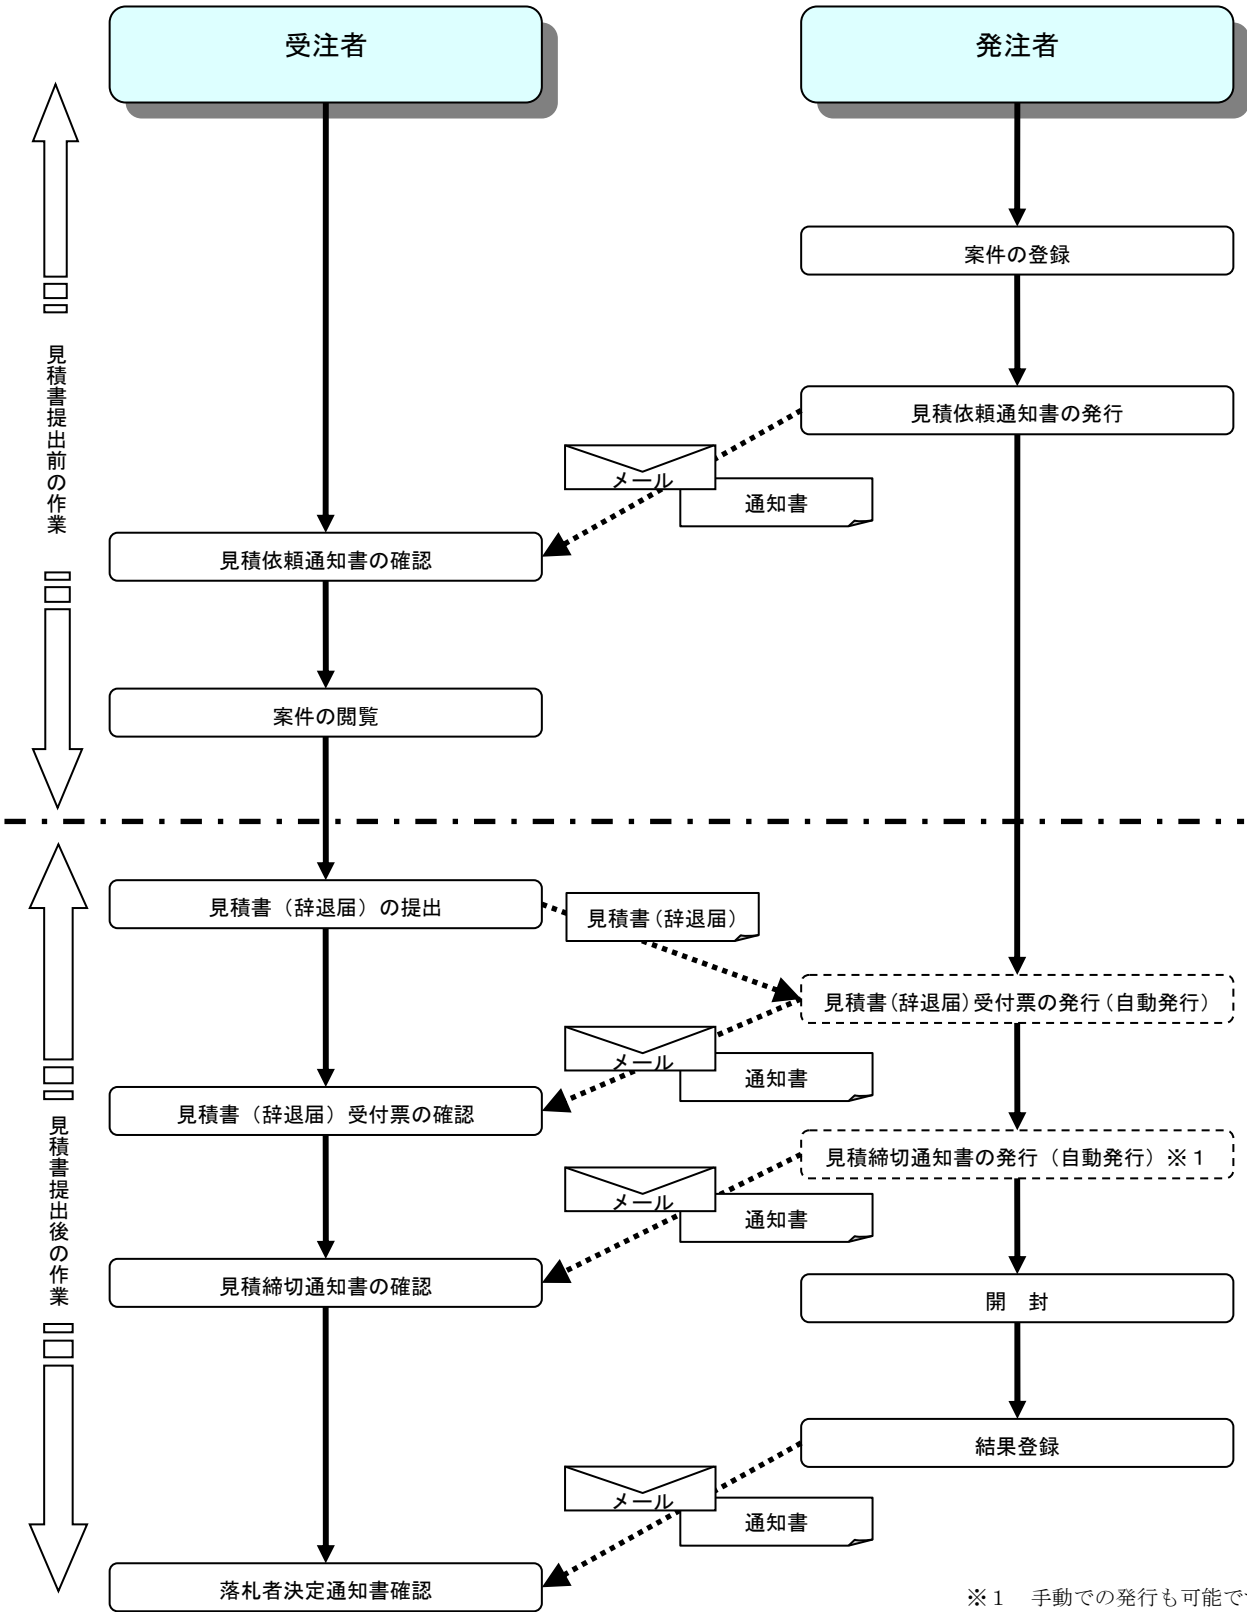 受注者
発注者
案件の登録
見積依頼通知書の発行
メール
通知書
見積書提出前の作業
見積依頼通知書の確認
案件の閲覧
見積書（辞退届）の提出
見積書（辞退届）
見積書（辞退届）受付票の発行（自動発行）
メール
通知書
見積書（辞退届）受付票の確認
見積締切通知書の発行（自動発行）※１
メール
通知書
見積書提出後の作業
見積締切通知書の確認
開　封
結果登録
メール
通知書
落札者決定通知書確認
※１　手動での発行も可能で